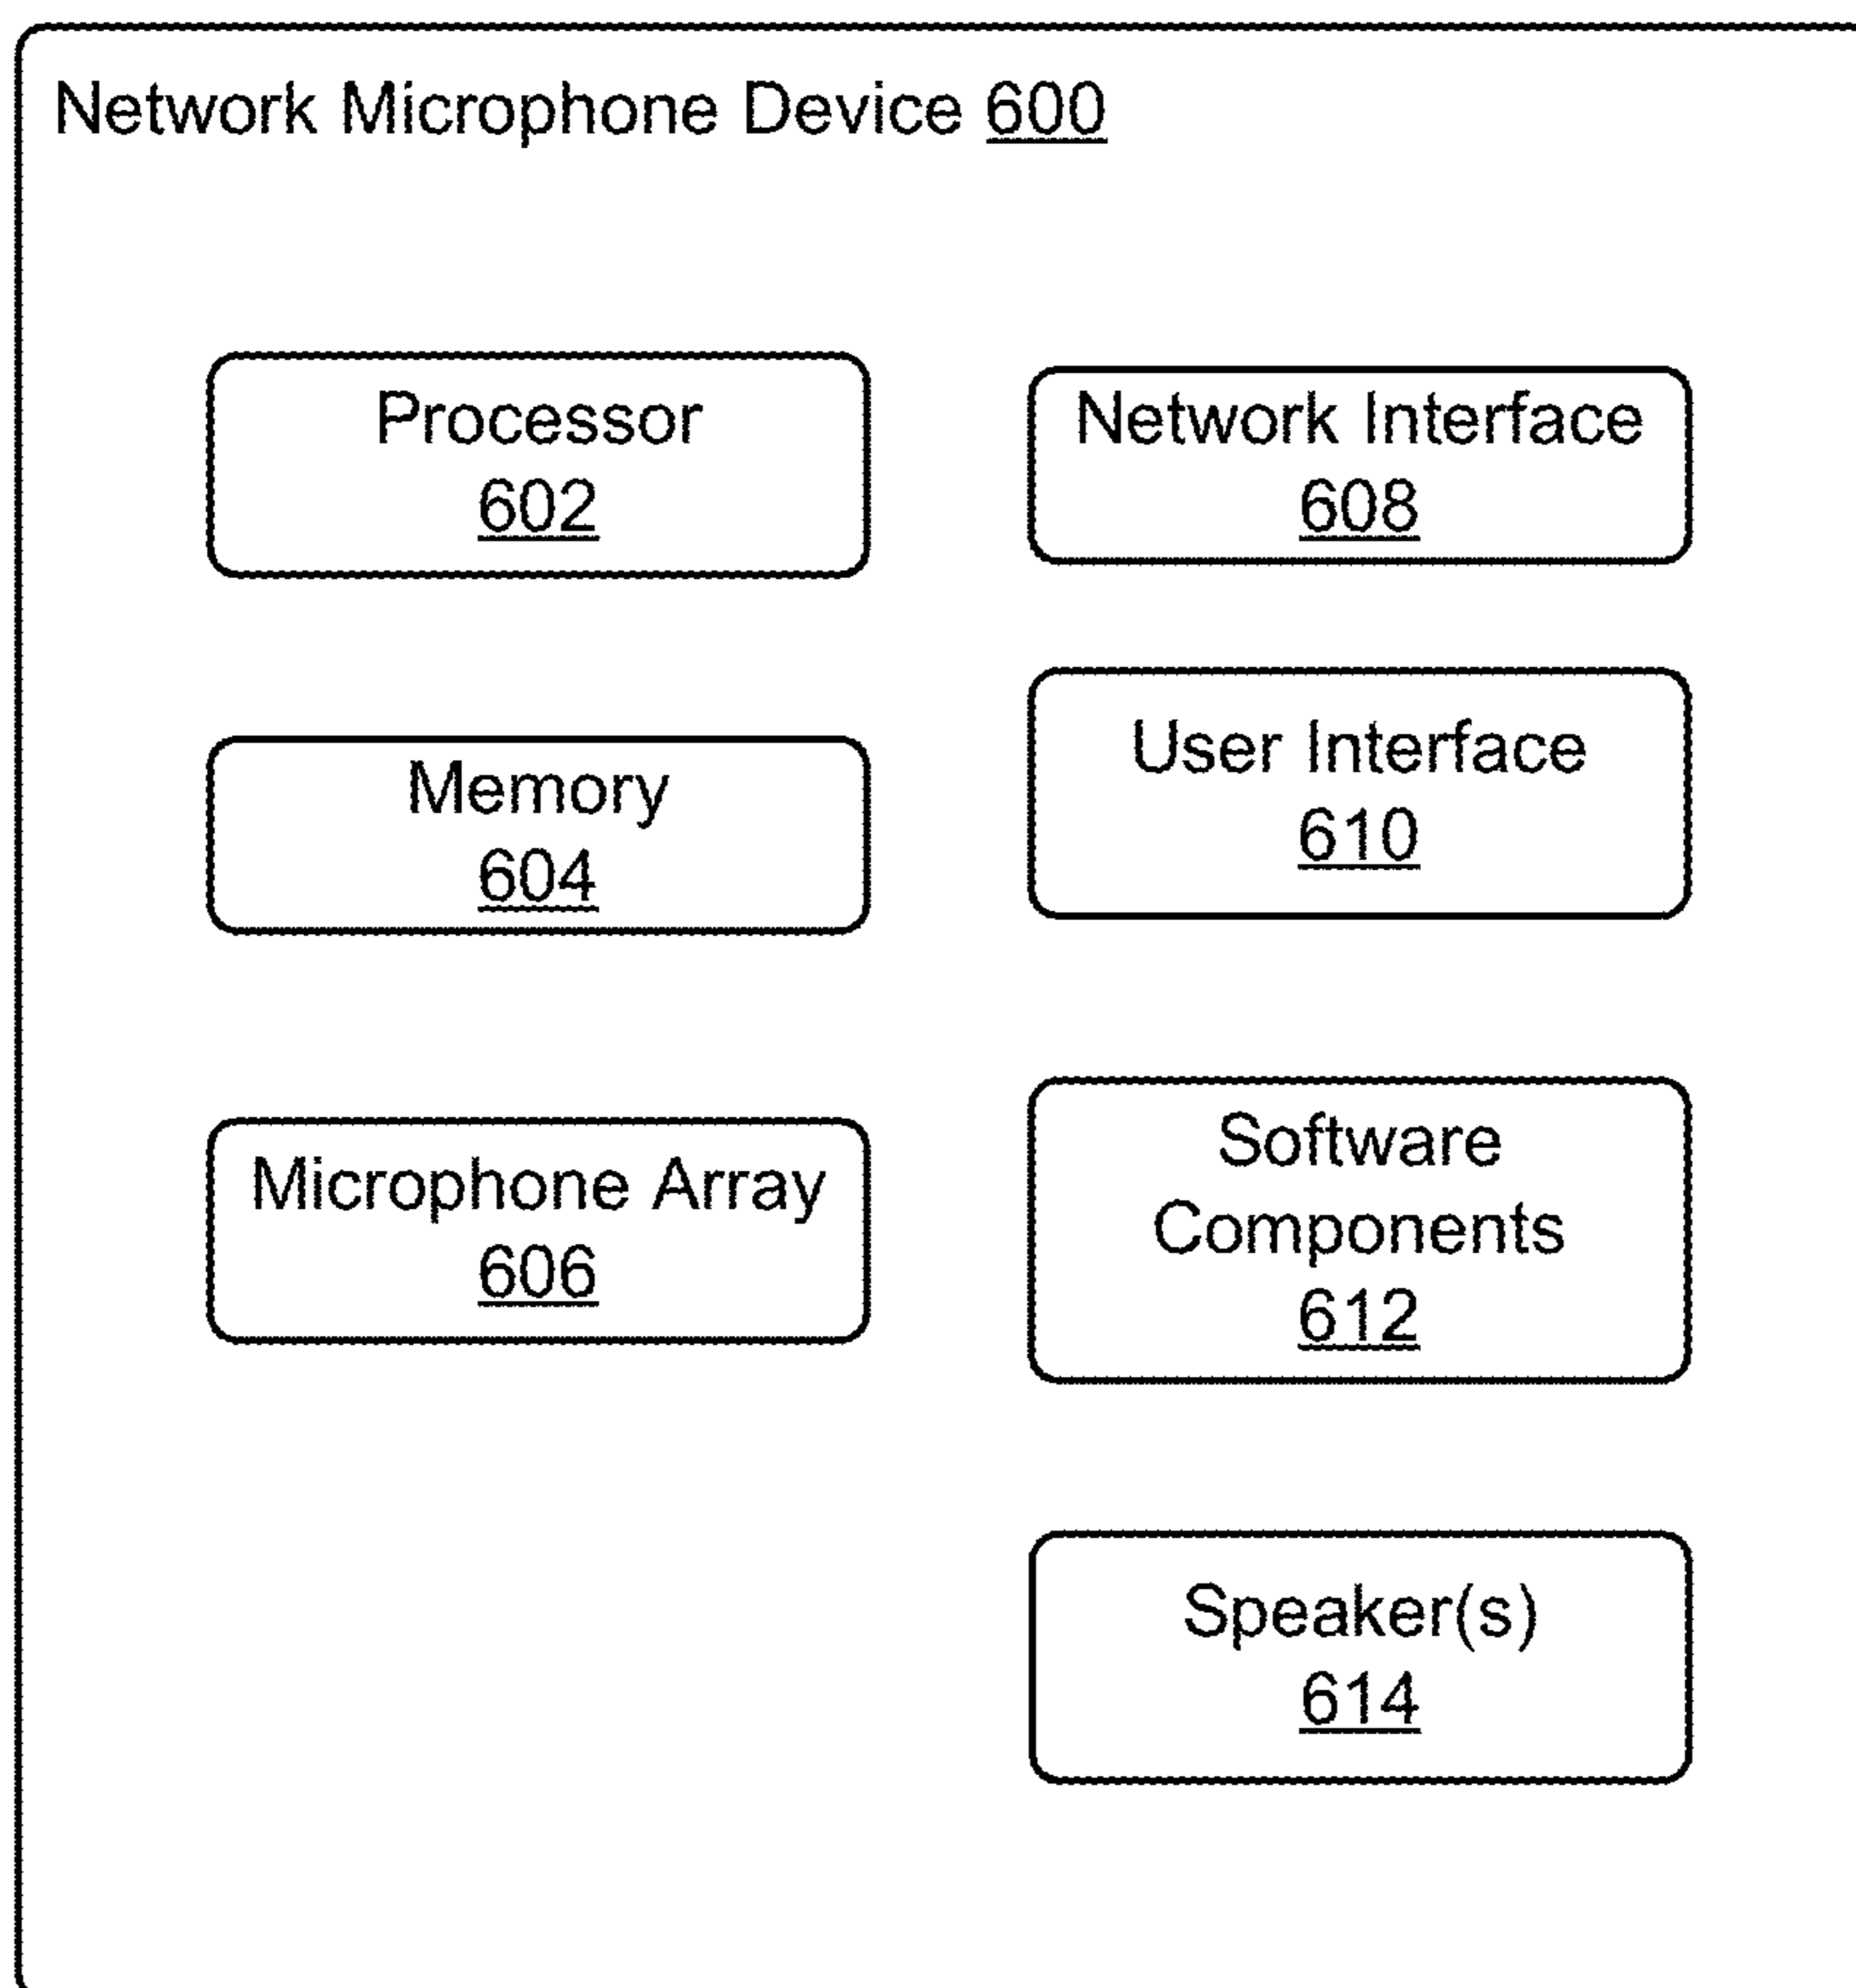 Network Microphone Device 600
Processor
602
Memory
604
Microphone Array
606
Network Interface
608
User Interface
610
Software
Components
612
Speaker(s)
614